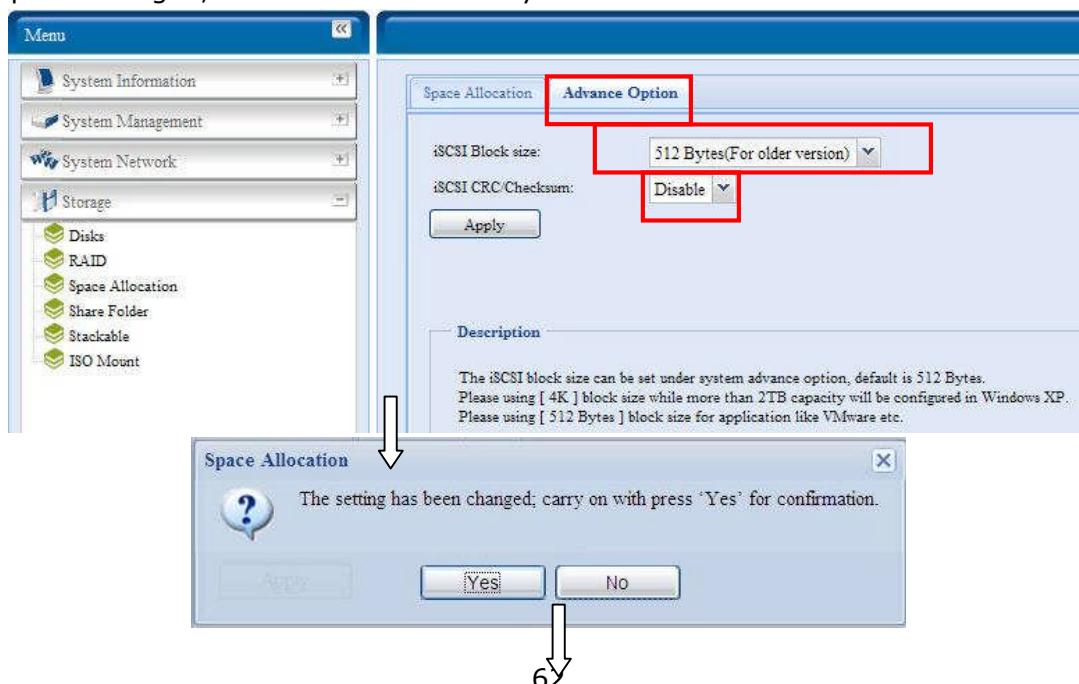 Menu
System Information
System Management
System Network
Storage
Disks
RAID
Space Allocation
Share Folder
Stackable
ISO Mount
Space Allocation Advance Option
iSCSI Block size: 512 Bytes(For older version)
iSCSI CRC/Checksum: Disable
Apply
Description
The iSCSI block size can be set under system advance option, default is 512 Bytes.
Please using [ 4K ] block size while more than 2TB capacity will be configured in Windows XP.
Please using [ 512 Bytes ] block size for application like VMware etc.
Space Allocation
The setting has been changed; carry on with press ‘Yes’ for confirmation.
Apply
Yes No